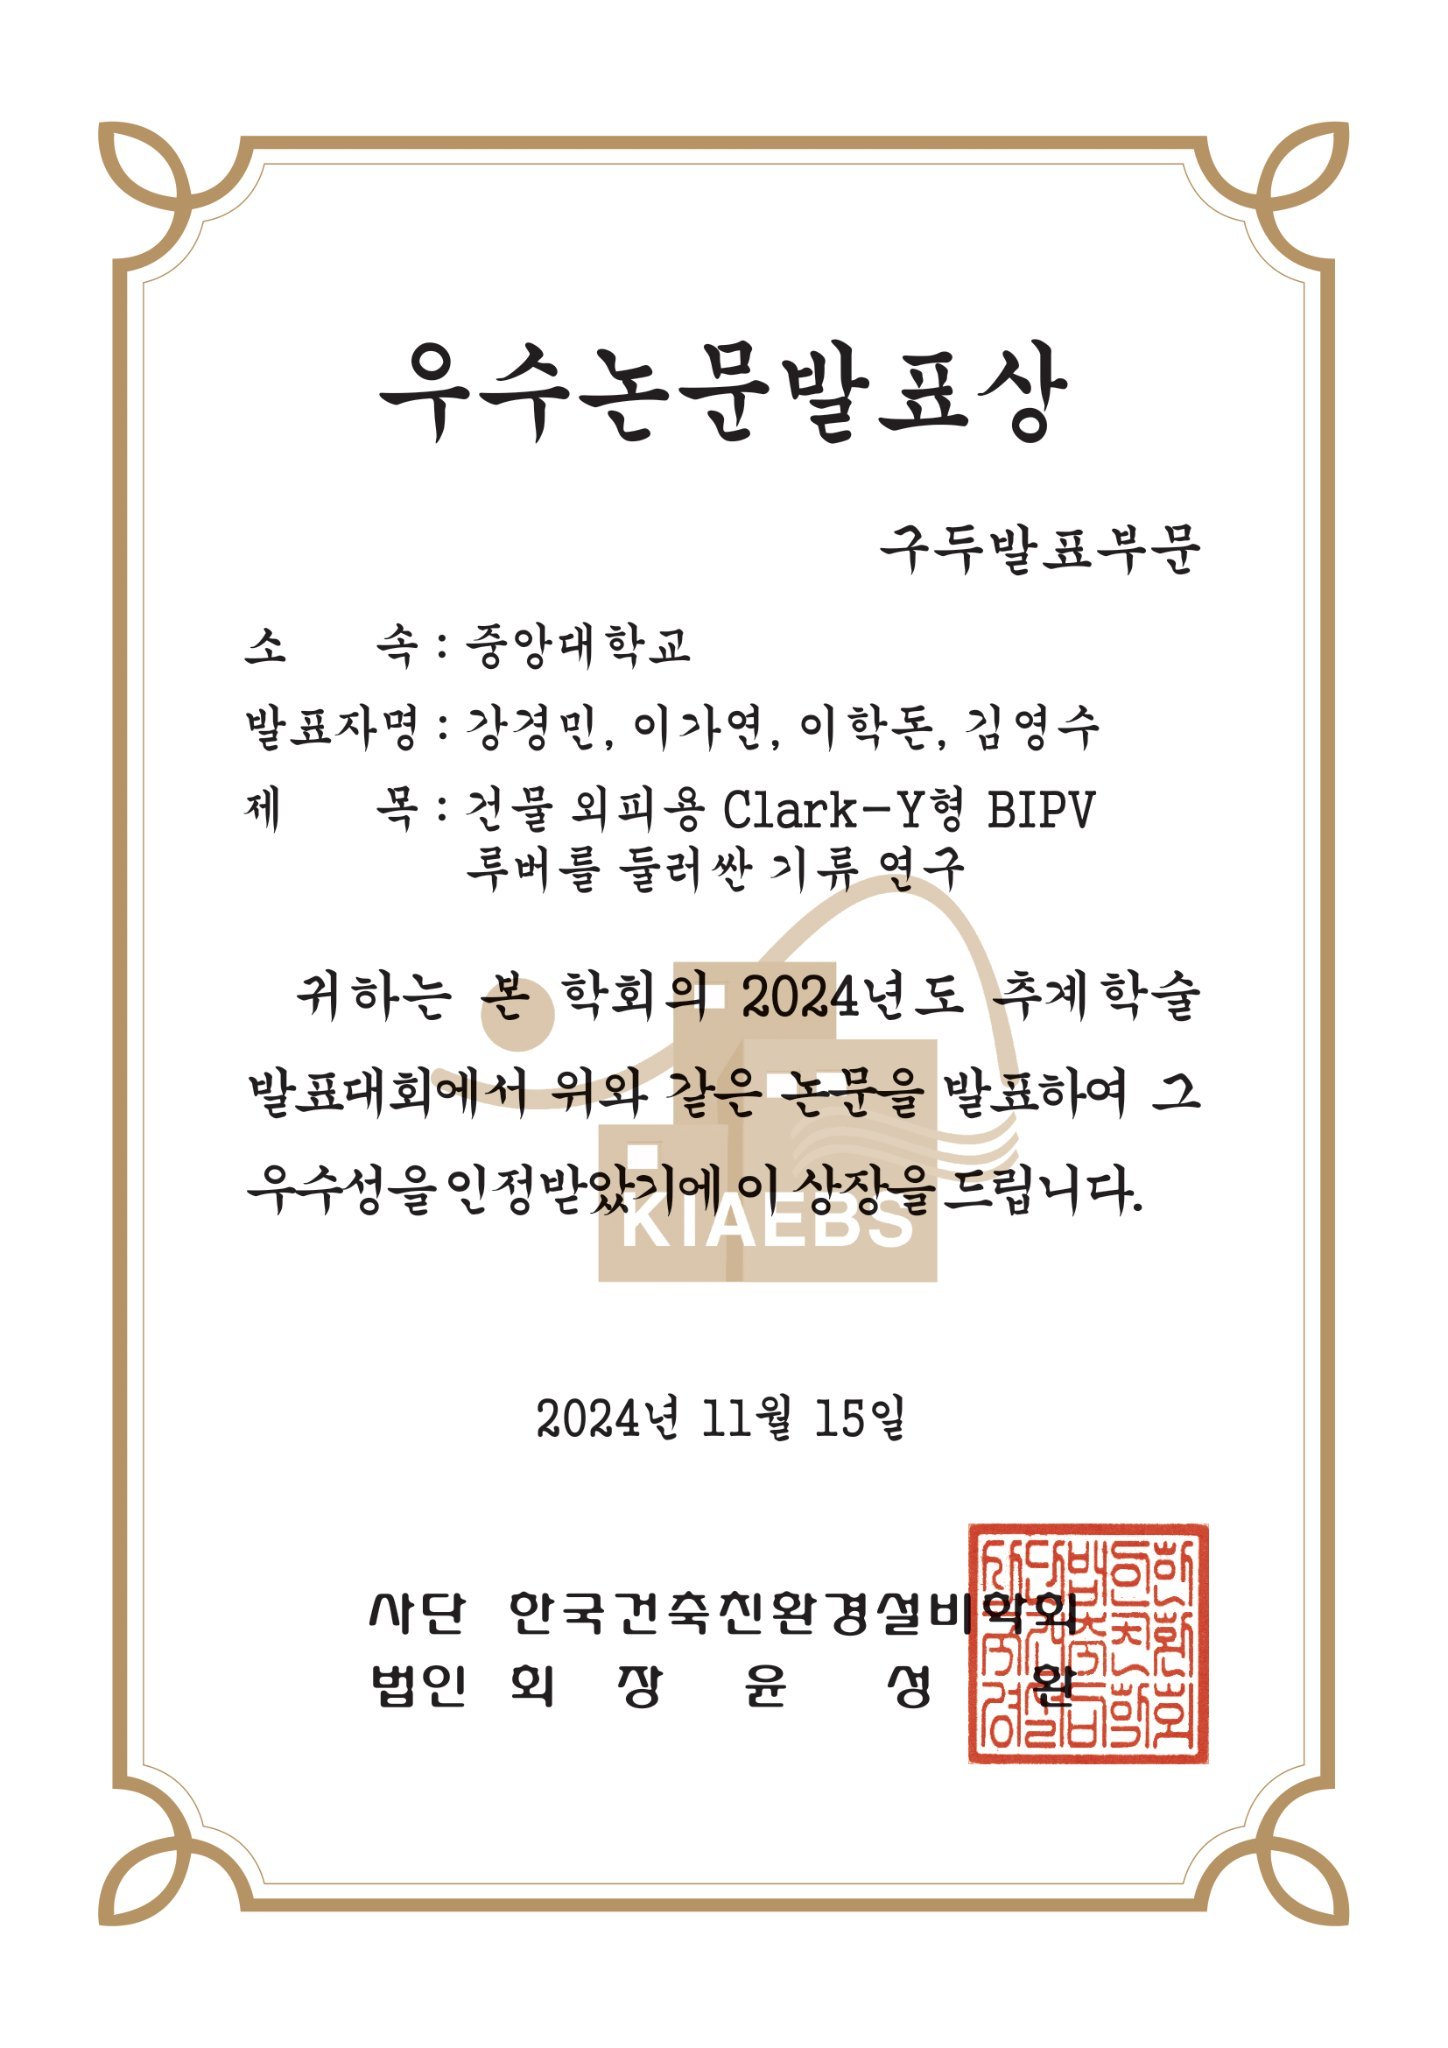 우수논문발표상
구두발표부문
소 속 : 중앙대학교
발표자명 : 강경민, 이가연, 이학돈, 김영수
제 목 : 건물 외피용 Clark-Y형 BIPV
루버를 둘러싼 기류 연구
귀하는 본 학회의 2024년도 추계학술
발표대회에서 위와 같은 논문을 발표하여 그
우수성을 인정받았기에 이 상장을 드립니다.
KIAEBS
2024년 11월 15일
사단 한국건축친환경설비학회
법인 회 장 윤 성 환